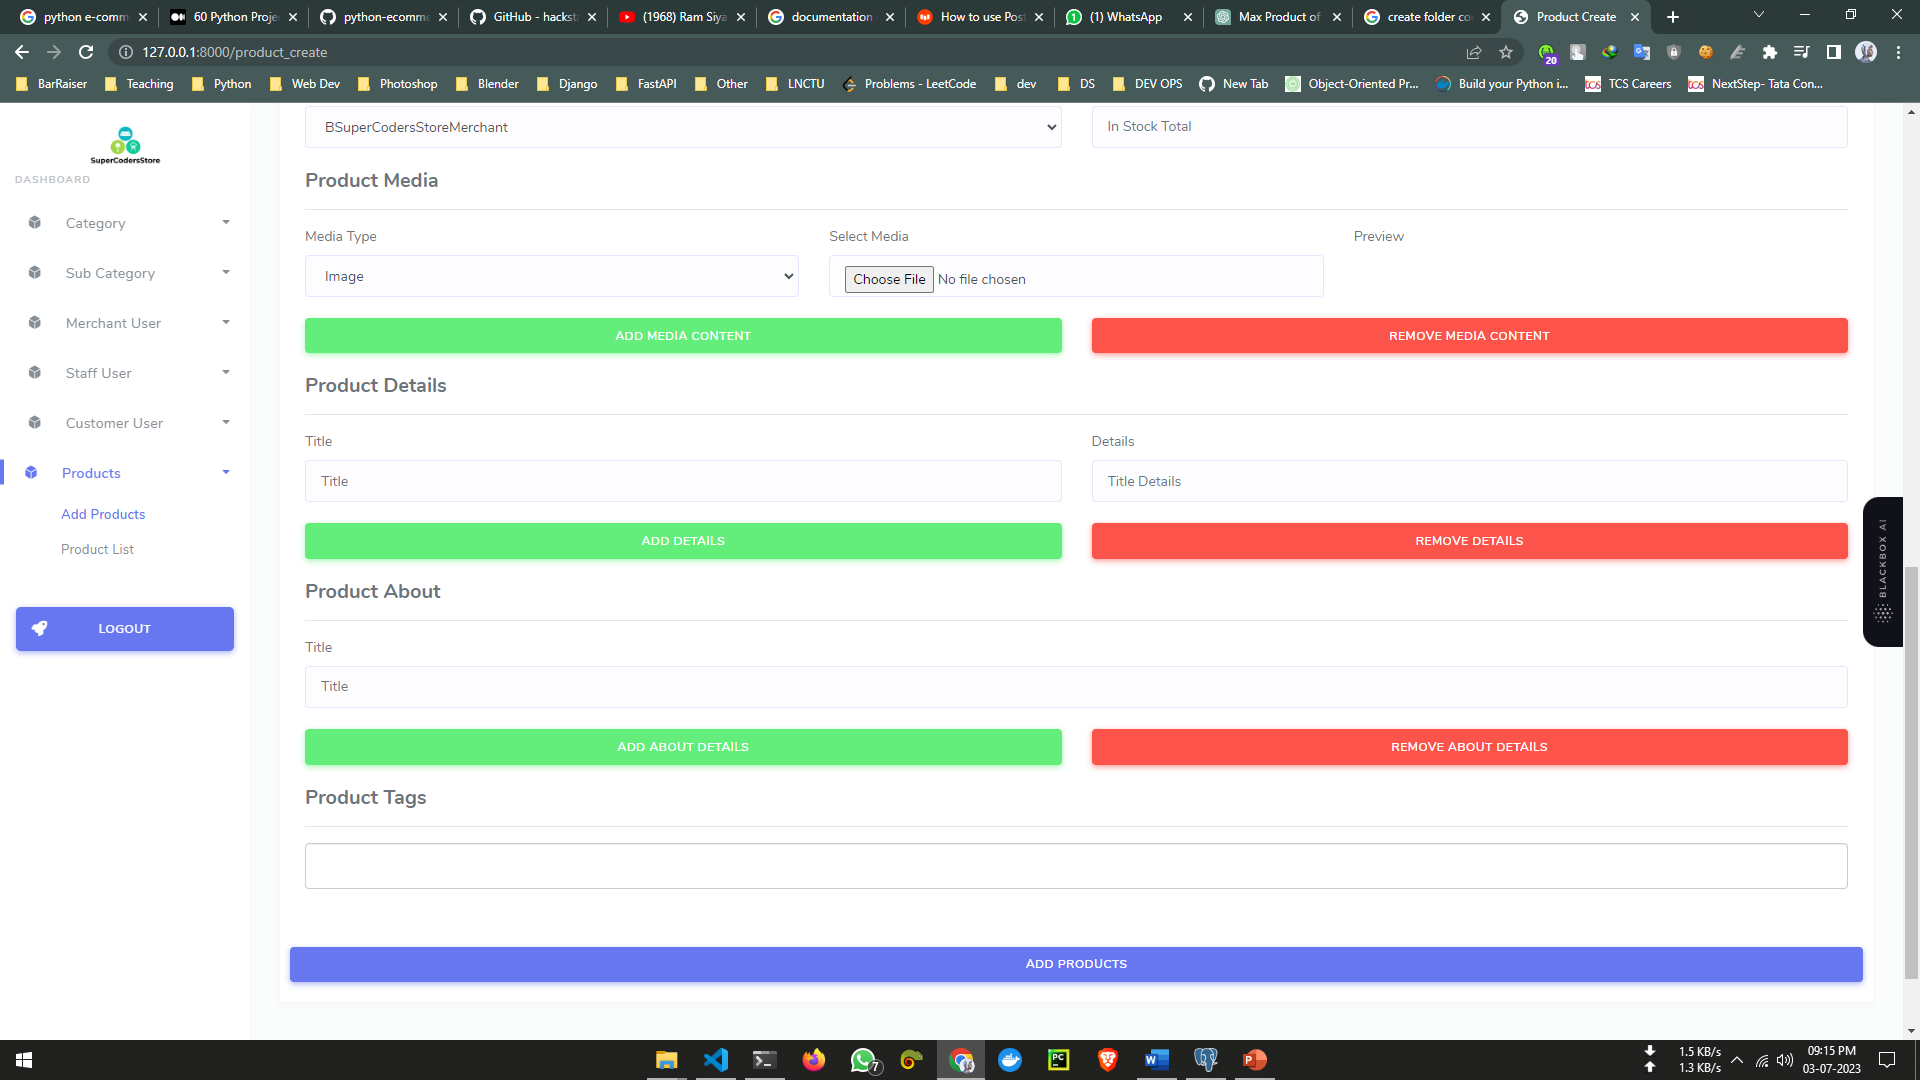 python e-comm
60 Python Proje
python-ecomme
GitHub - hacksta
(1968) Ram Siya
documentation
How to use Post
(1) WhatsApp
Max Product of
create folder co
Product Create
127.0.0.1:8000/product_create
20
BarRaiser
Teaching
Python
Web Dev
Photoshop
Blender
Django
FastAPI
Other
LNCTU
Problems - LeetCode
dev
DS
DEV OPS
New Tab
Object-Oriented Pr...
Build your Python i...
tcs
TCS Careers
tcs
NextStep- Tata Con...
SuperCodersStore
DASHBOARD
Category
Sub Category
Merchant User
Staff User
Customer User
Products
Add Products
Product List
LOGOUT
BSuperCodersStoreMerchant
In Stock Total
Product Media
Media Type
Select Media
Preview
Image
Choose File No file chosen
ADD MEDIA CONTENT
REMOVE MEDIA CONTENT
Product Details
Title
Details
Title
Title Details
ADD DETAILS
REMOVE DETAILS
Product About
Title
Title
ADD ABOUT DETAILS
REMOVE ABOUT DETAILS
Product Tags
ADD PRODUCTS
BLACKBOX AI
7
PC
1.5 KB/s
1.3 KB/s
09:15 PM
03-07-2023